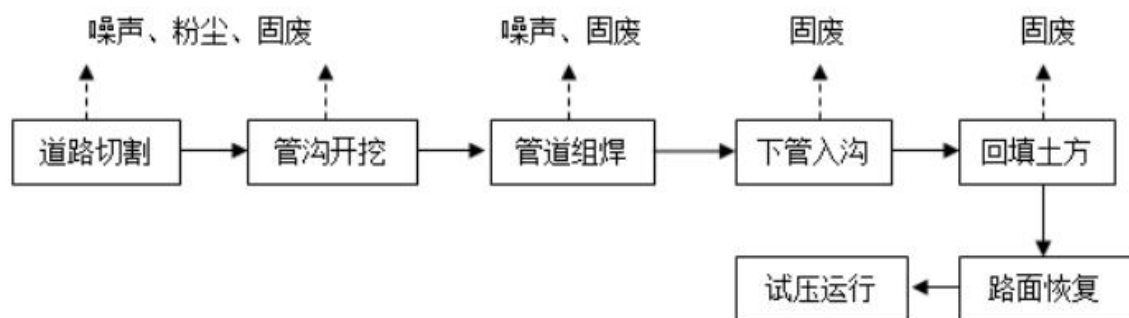 噪声、粉尘、固废
噪声、固废
固废
固废
道路切割
管沟开挖
管道组焊
下管入沟
回填土方
试压运行
路面恢复